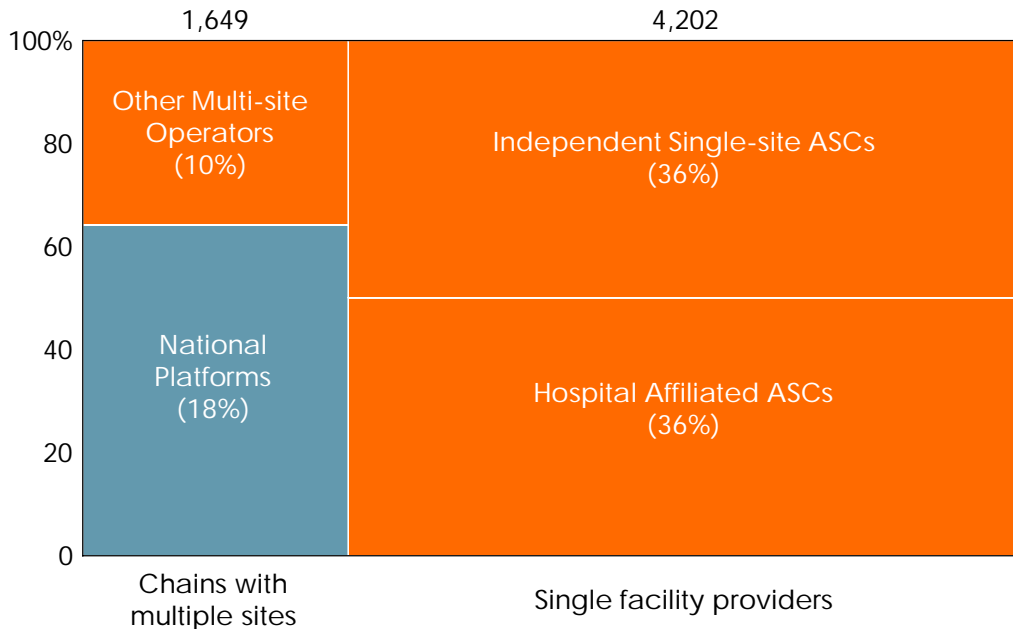 1,649
4,202
100%
80
60
40
20
0
Other Multi-site
Operators
(10%)
Independent Single-site ASCs
(36%)
National
Platforms
(18%)
Hospital Affiliated ASCs
(36%)
Chains with
multiple sites
Single facility providers